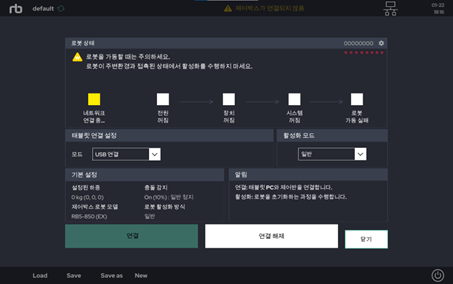 rb default
제어박스가 연결되지 않음
01-22
18:16
로봇 상태
00000000
로봇을 가동할 때는 주의하세요.
로봇이 주변환경과 접촉된 상태에서 활성화를 수행하지 마세요.
********
네트워크
연결 중...
전원
꺼짐
장치
꺼짐
시스템
꺼짐
로봇
가동 실패
태블릿 연결 설정
활성화 모드
모드
USB 연결
일반
기본 설정
알림
설정된 하중
충돌 감지
0 kg (0, 0, 0)
On (10%) : 일반 정지
제어박스 로봇 모델
로봇 활성화 방식
RB5-850 (EX)
일반
연결: 태블릿 PC와 제어반을 연결합니다.
활성화: 로봇을 초기화하는 과정을 수행합니다.
연결
연결 해제
닫기
Load Save Save as New